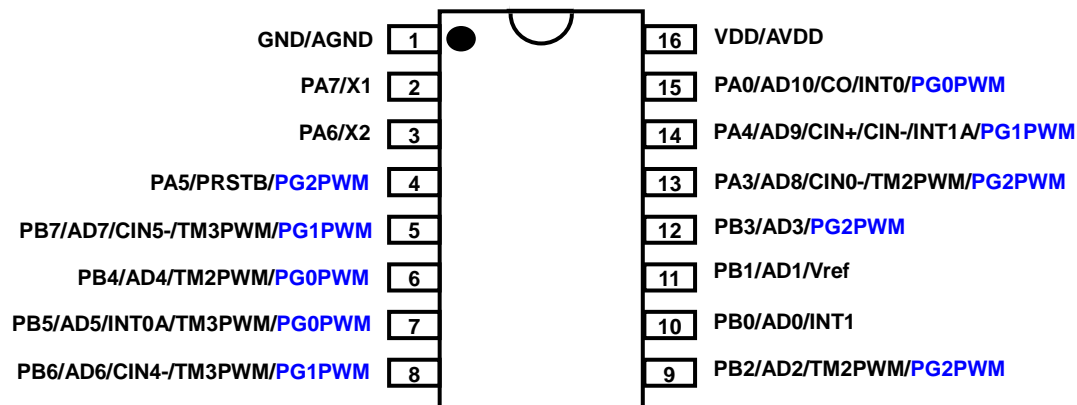 GND/AGND 1 16 VDD/AVDD
PA7/X1 2 15 PA0/AD10/CO/INT0/PG0PWM
PA6/X2 3 14 PA4/AD9/CIN+/CIN-/INT1A/PG1PWM
PA5/PRSTB/PG2PWM 4 13 PA3/AD8/CIN0-/TM2PWM/PG2PWM
PB7/AD7/CIN5-/TM3PWM/PG1PWM 5 12 PB3/AD3/PG2PWM
PB4/AD4/TM2PWM/PG0PWM 6 11 PB1/AD1/Vref
PB5/AD5/INT0A/TM3PWM/PG0PWM 7 10 PB0/AD0/INT1
PB6/AD6/CIN4-/TM3PWM/PG1PWM 8 9 PB2/AD2/TM2PWM/PG2PWM